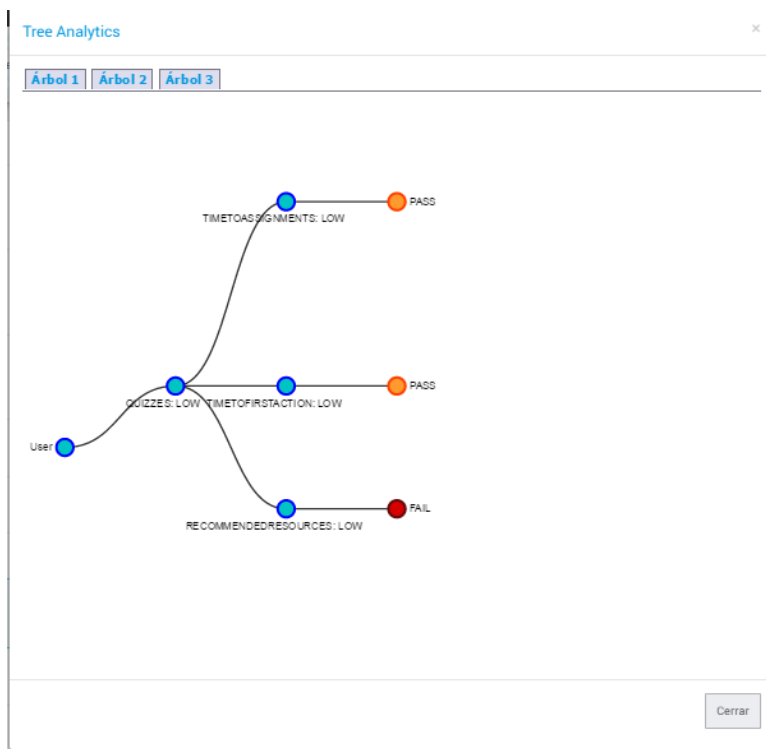 Tree Analytics
×
Árbol 1 Árbol 2 Árbol 3
PASS
TIMETOASSIGNMENTS: LOW
PASS
QUIZZES: LOW TIMETOFIRSTACTION: LOW
User
FAIL
RECOMMENDEDRESOURCES: LOW
Cerrar